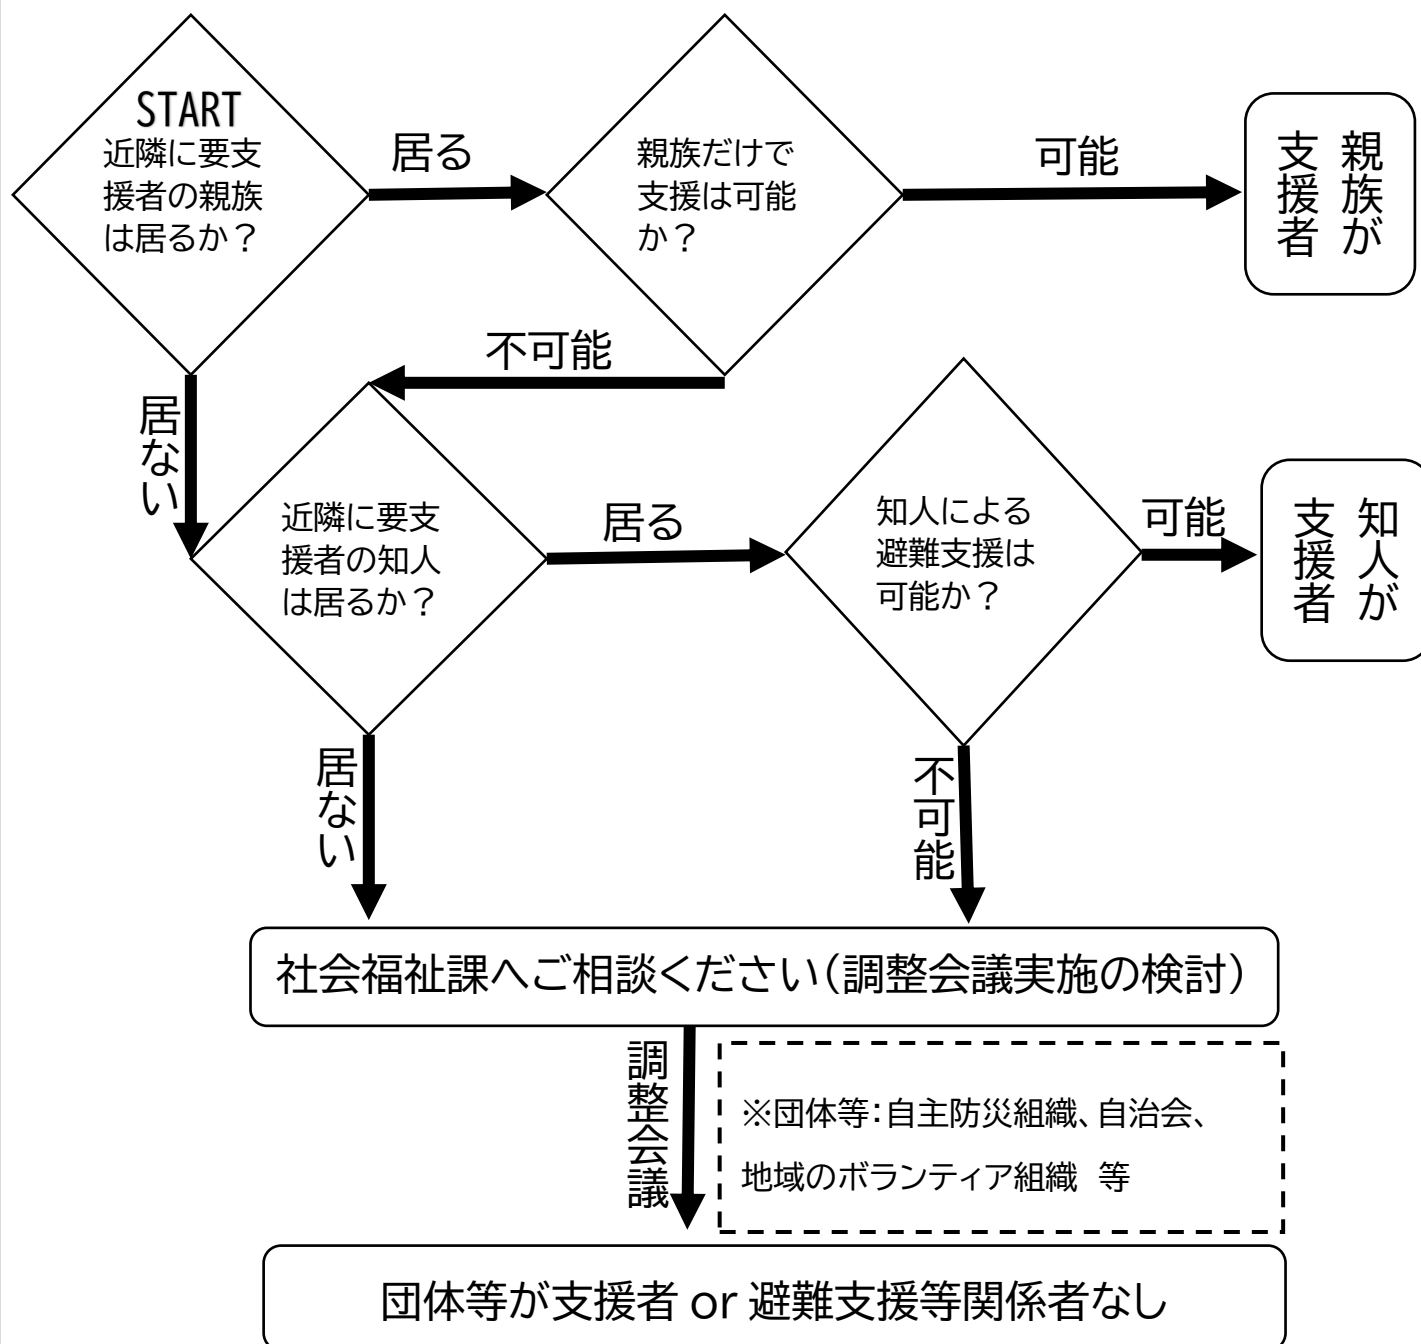 START
近隣に要支
援者の親族
は居るか？
居る
親族だけで
支援は可能
か？
可能
親族が
支援者
不可能
居ない
近隣に要支
援者の知人
は居るか？
居る
知人による
避難支援は
可能か？
可能
知人が
支援者
居ない
不可能
社会福祉課へご相談ください（調整会議実施の検討）
調整会議
※団体等：自主防災組織、自治会、
地域のボランティア組織　等
団体等が支援者 or 避難支援等関係者なし